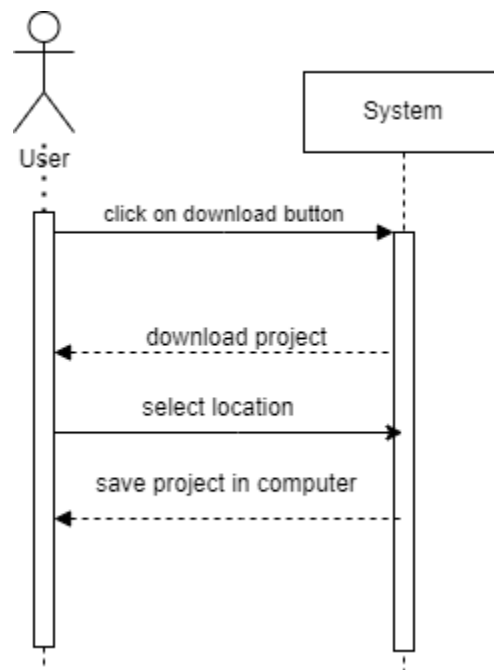 System
User
click on download button
download project
select location
save project in computer